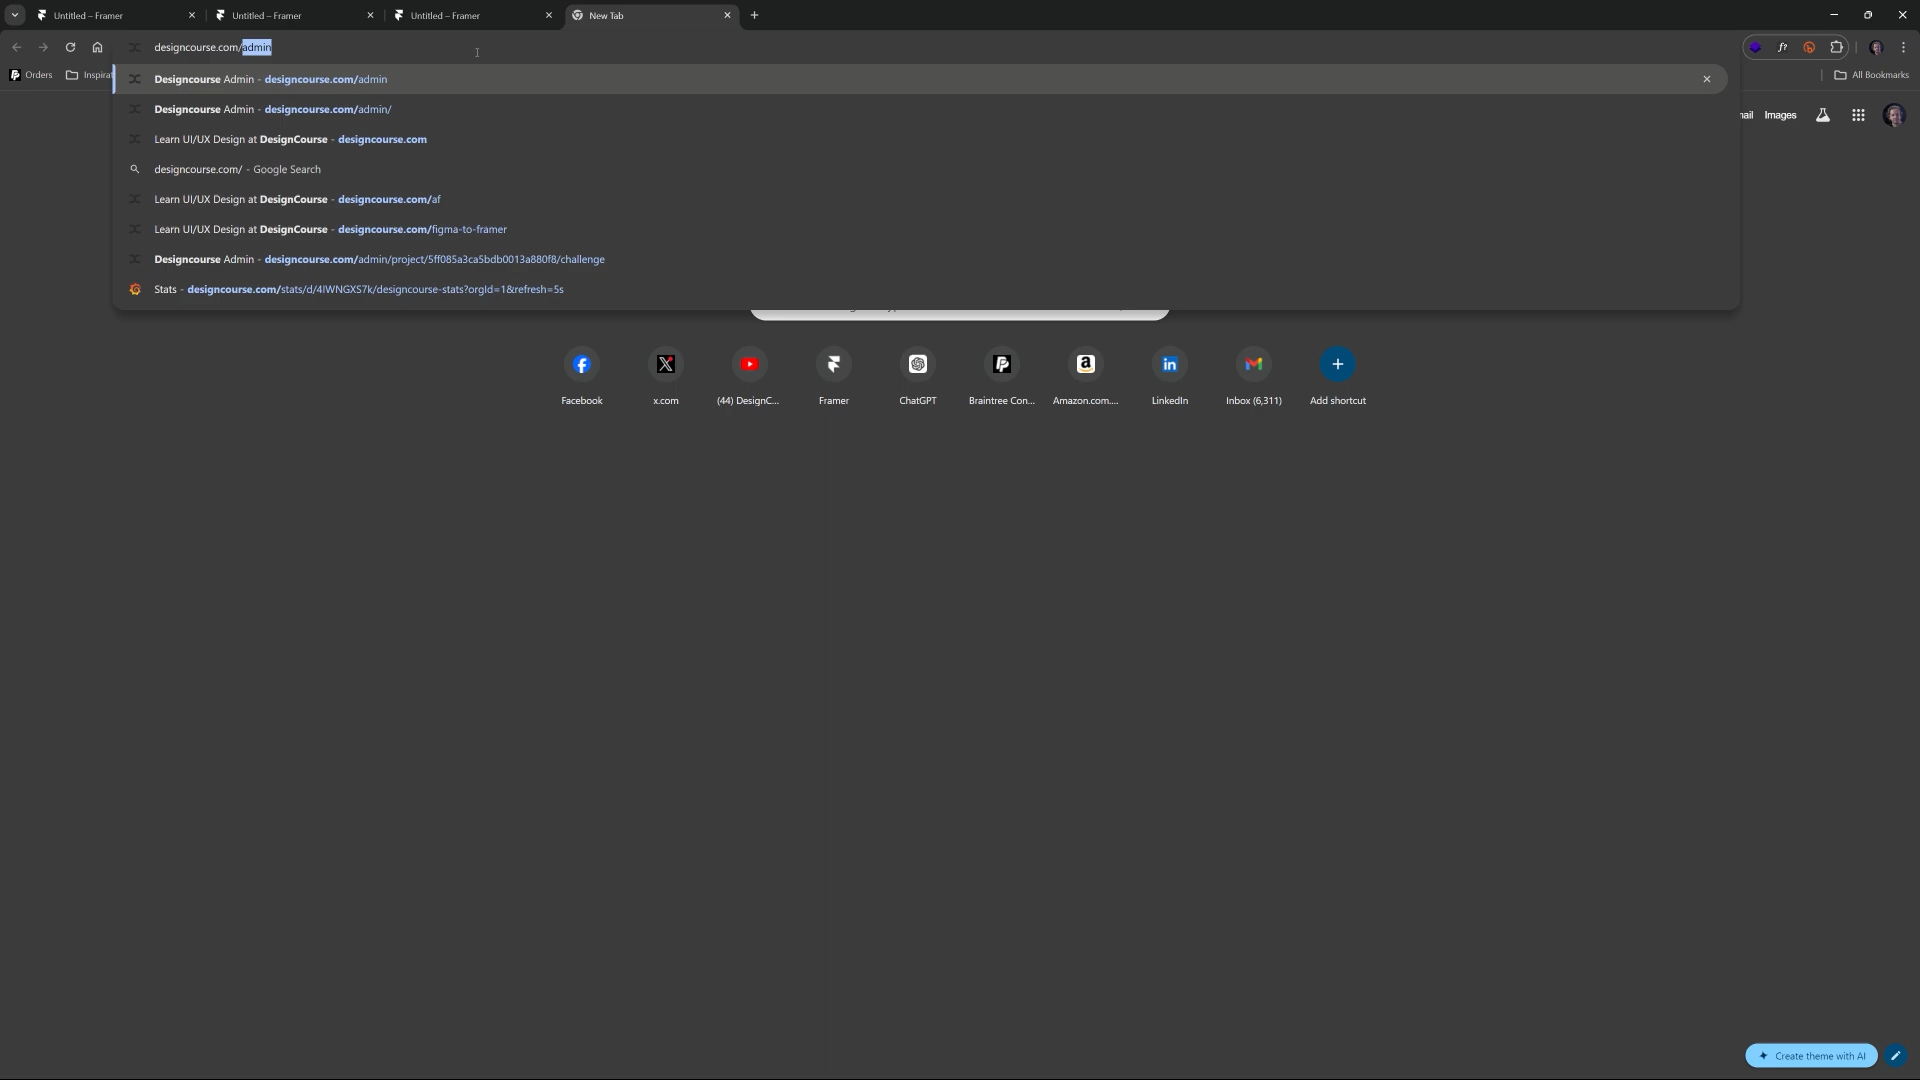 Untitled – Framer
Untitled – Framer
Untitled – Framer
New Tab
designcourse.com/admin
f?
Orders
Inspirat
All Bookmarks
Designcourse Admin - designcourse.com/admin
Designcourse Admin - designcourse.com/admin/
Learn UI/UX Design at DesignCourse - designcourse.com
designcourse.com/ - Google Search
Learn UI/UX Design at DesignCourse - designcourse.com/af
Learn UI/UX Design at DesignCourse - designcourse.com/figma-to-framer
Designcourse Admin - designcourse.com/admin/project/5ff085a3ca5bdb0013a880f8/challenge
Stats - designcourse.com/stats/d/4IWNGXS7k/designcourse-stats?orgId=1&refresh=5s
Images
Facebook
x.com
(44) DesignC...
Framer
ChatGPT
Braintree Con...
Amazon.com....
LinkedIn
Inbox (6,311)
Add shortcut
Create theme with AI